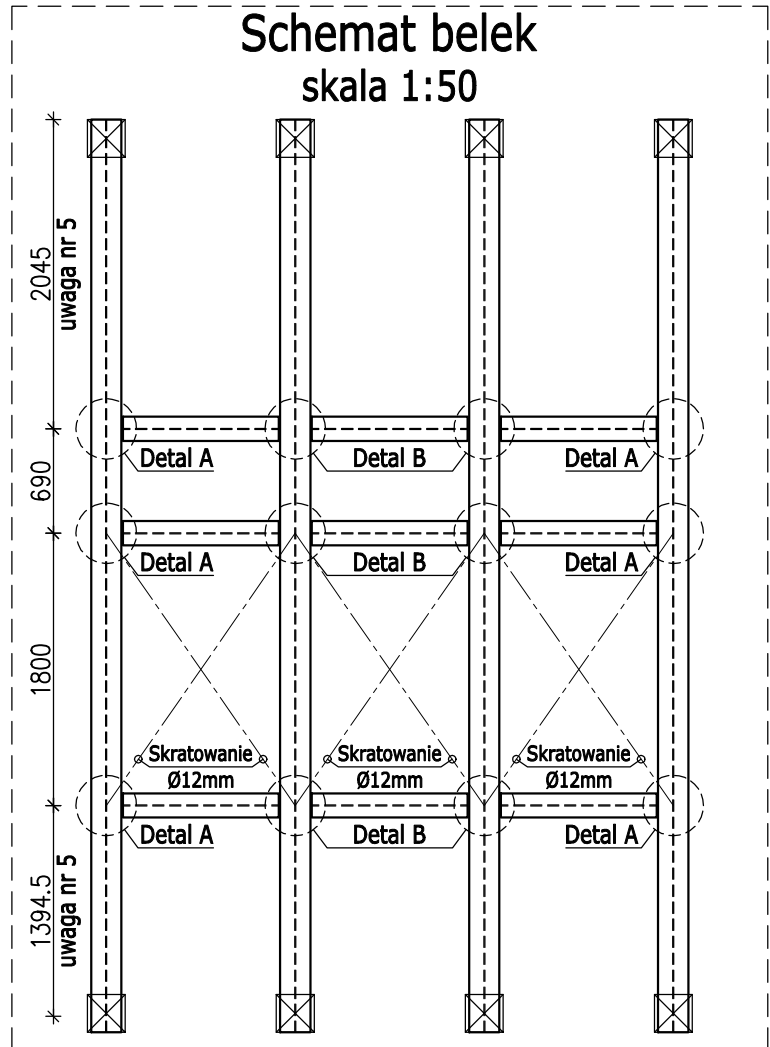 Schemat belek
skala 1:50
2045
uwaga nr 5
Detal A
Detal B
Detal A
690
Detal A
Detal B
Detal A
1800
Skratowanie
Ø12mm
Skratowanie
Ø12mm
Skratowanie
Ø12mm
Detal A
Detal B
Detal A
1394.5
uwaga nr 5